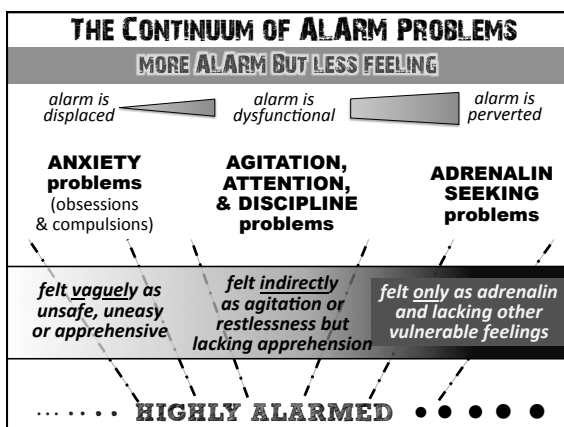 THE CONTINUUM OF ALARM PROBLEMS
MORE ALARM BUT LESS FEELING
alarm is
displaced
alarm is
dysfunctional
alarm is
perverted
ANXIETY
problems
(obsessions
& compulsions)
AGITATION,
ATTENTION,
& DISCIPLINE
problems
ADRENALIN
SEEKING
problems
felt vaguely as
unsafe, uneasy
or apprehensive
felt indirectly
as agitation or
restlessness but
lacking apprehension
felt only as adrenalin
and lacking other
vulnerable feelings
HIGHLY ALARMED